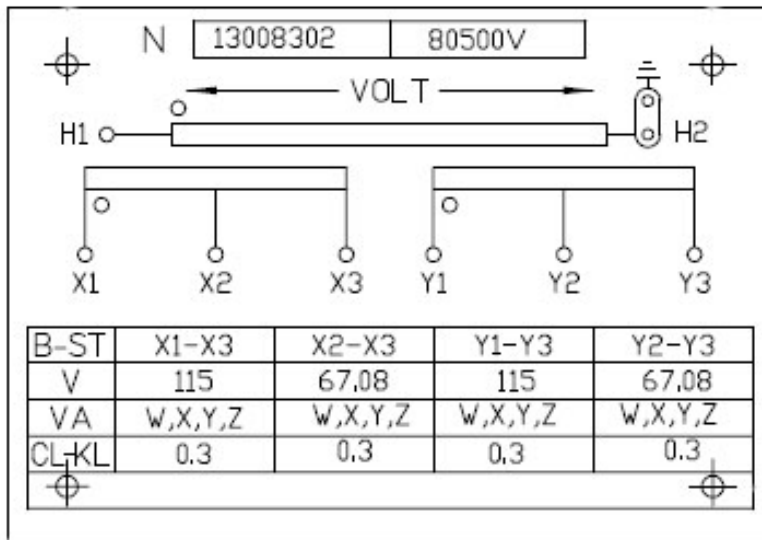 N 13008302 80500V
VOLT
H1 H2
X1 X2 X3 Y1 Y2 Y3
B-ST X1-X3 X2-X3 Y1-Y3 Y2-Y3
V 115 67,08 115 67,08
VA W,X,Y,Z W,X,Y,Z W,X,Y,Z W,X,Y,Z
CL-KL 0.3 0.3 0.3 0.3